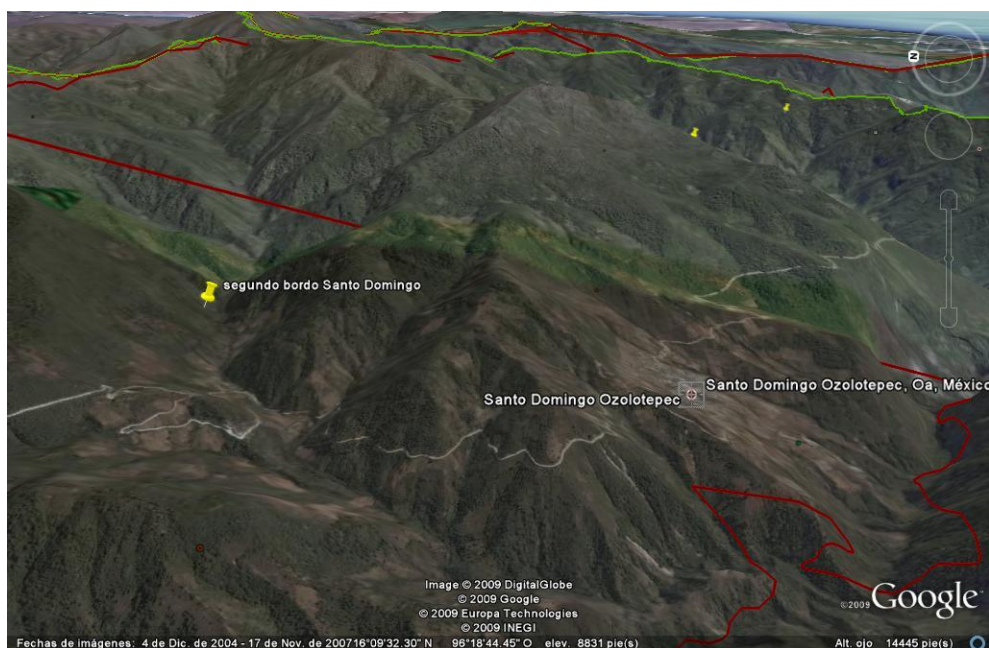 N
segundo bordo Santo Domingo
Santo Domingo Ozolotepec, Oa, México
Santo Domingo Ozolotepec
Image © 2009 DigitalGlobe
© 2009 Google
© 2009 Europa Technologies
© 2009 INEGI
©2009 Google
Fechas de imágenes: 4 de Dic. de 2004 - 17 de Nov. de 2007 16°09'32.30" N 96°18'44.45" O elev. 8831 pie(s) Alt. ojo 14445 pie(s)